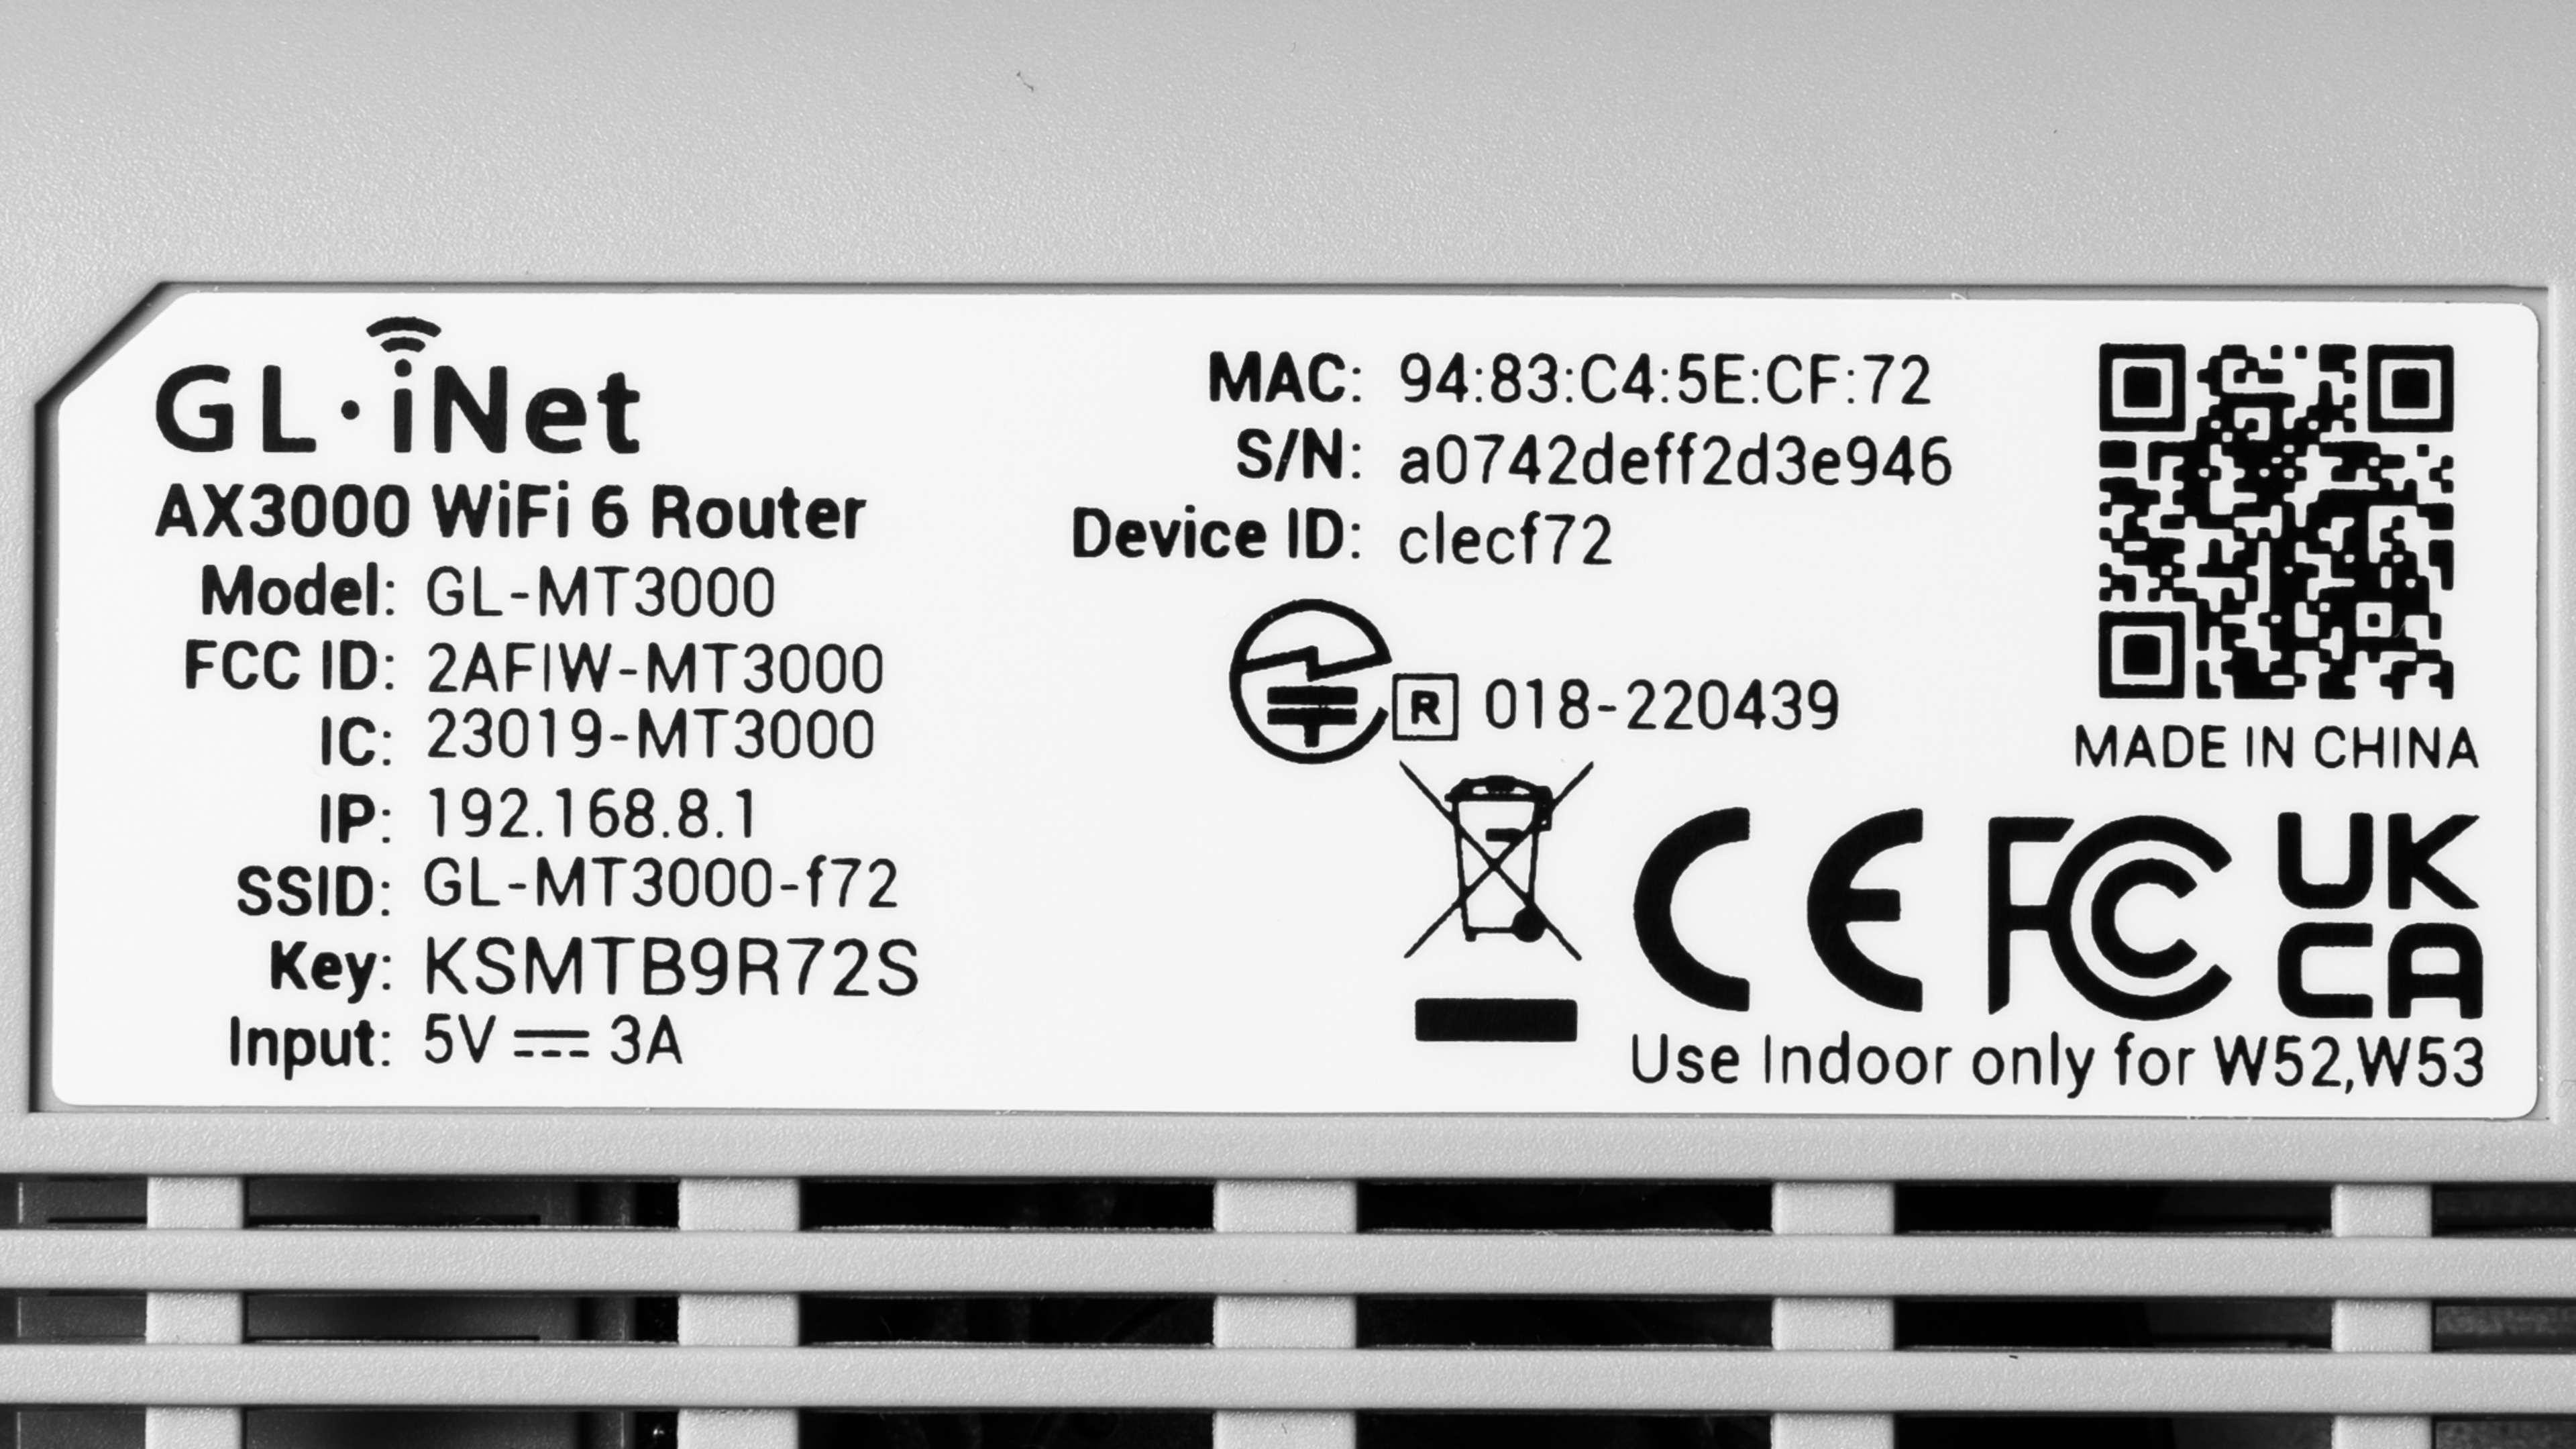 GL·iNet
AX3000 WiFi 6 Router
Model: GL-MT3000
FCC ID: 2AFIW-MT3000
IC: 23019-MT3000
IP: 192.168.8.1
SSID: GL-MT3000-f72
Key: KSMTB9R72S
Input: 5V ⎓ 3A
MAC: 94:83:C4:5E:CF:72
S/N: a0742deff2d3e946
Device ID: clecf72
R 018-220439
MADE IN CHINA
CE FC UK CA
Use Indoor only for W52,W53